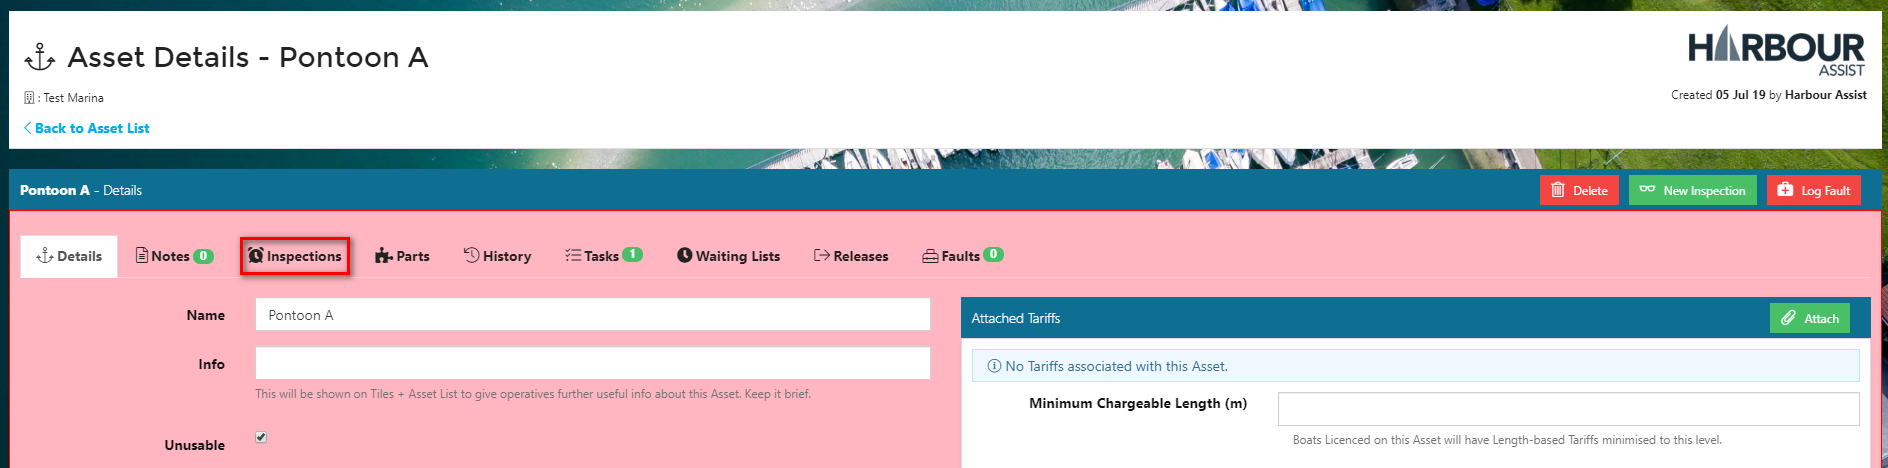 Asset Details - Pontoon A
HARBOUR
ASSIST
: Test Marina
Created 05 Jul 19 by Harbour Assist
Back to Asset List
Pontoon A - Details
Delete
New Inspection
Log Fault
Details
Notes 0
Inspections
Parts
History
Tasks 1
Waiting Lists
Releases
Faults 0
Name
Pontoon A
Attached Tariffs
Attach
Info
No Tariffs associated with this Asset.
This will be shown on Tiles + Asset List to give operatives further useful info about this Asset. Keep it brief.
Minimum Chargeable Length (m)
Unusable
Boats Licenced on this Asset will have Length-based Tariffs minimised to this level.